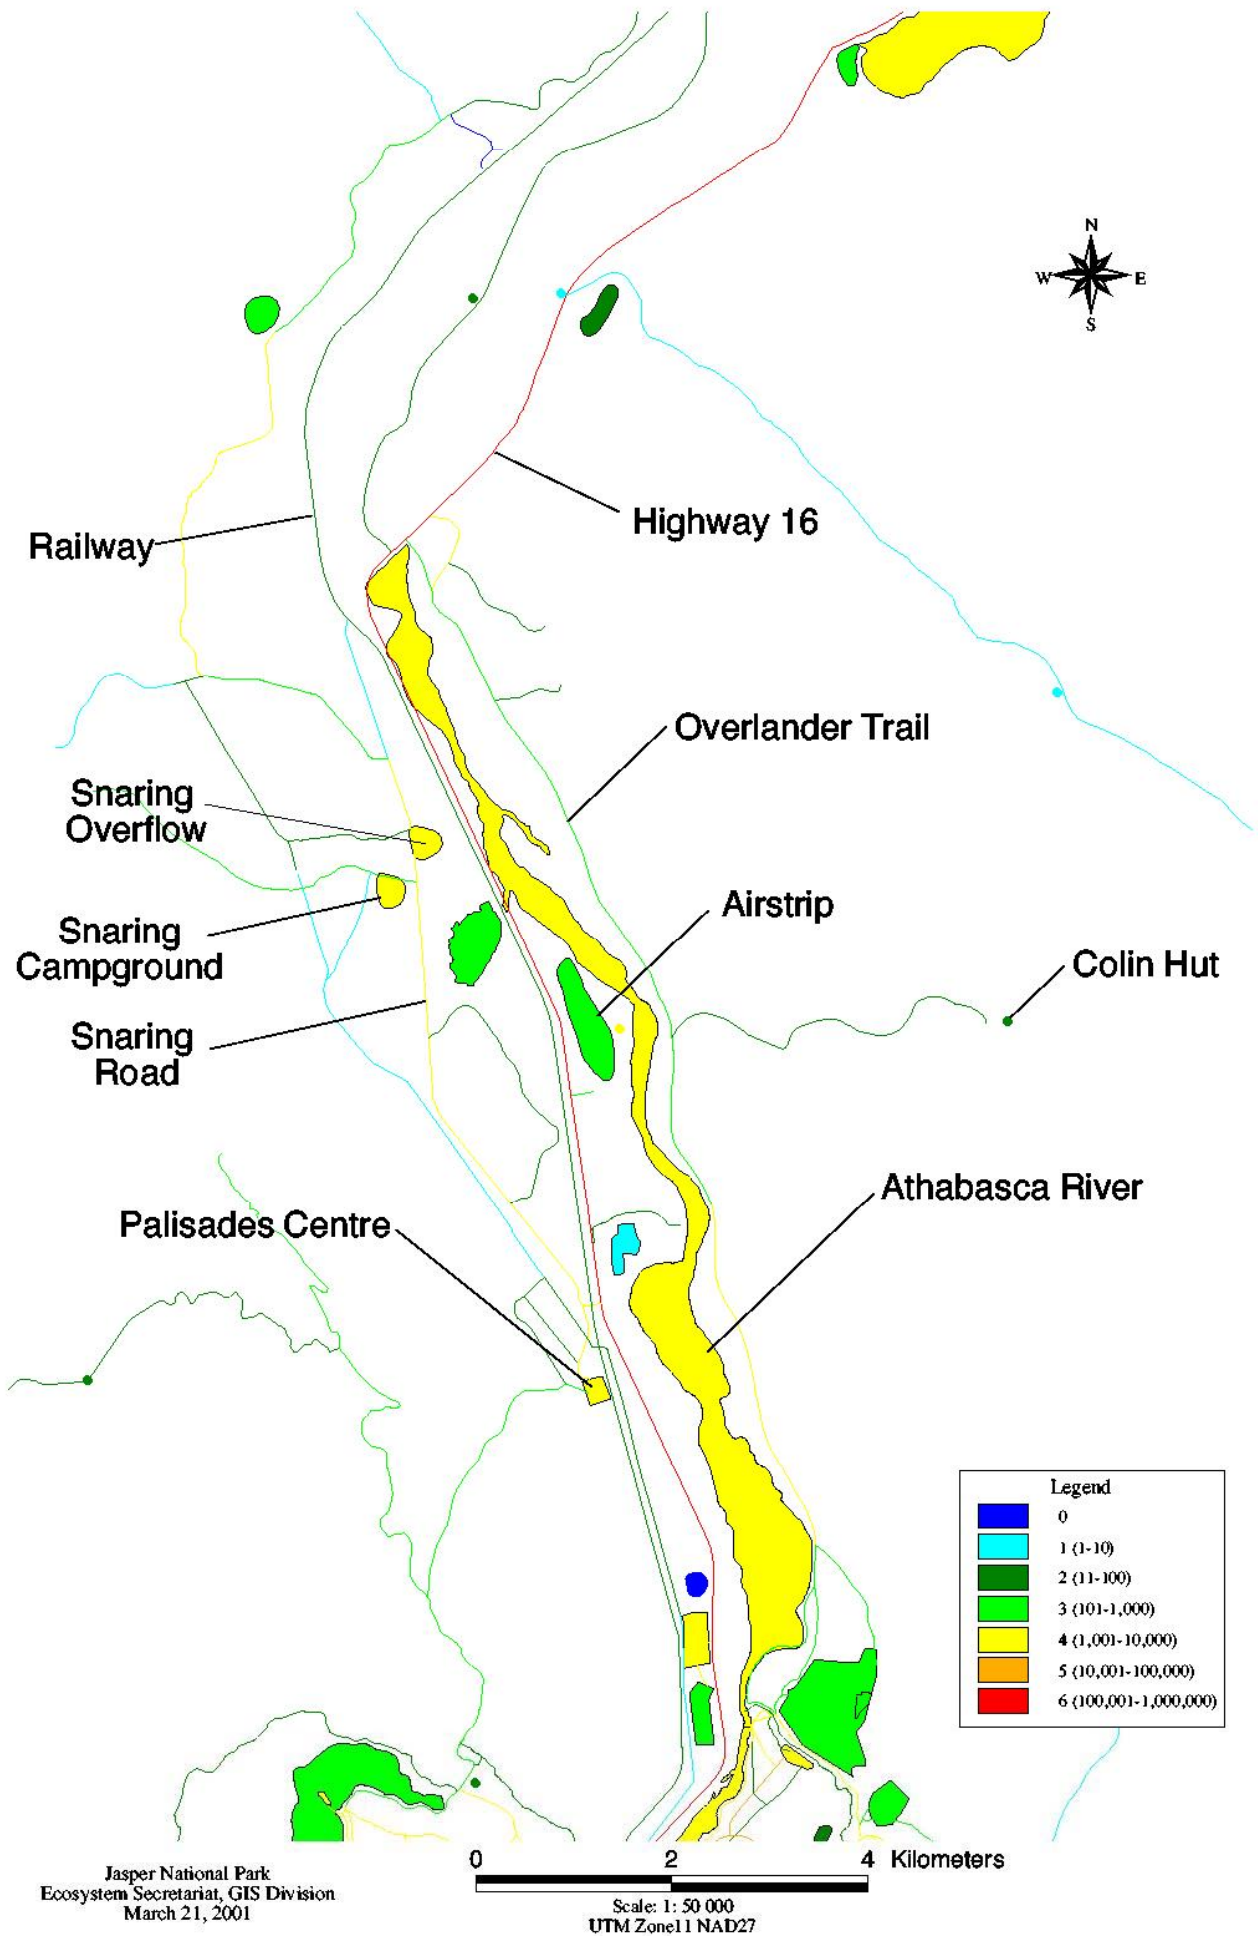 N
W
E
S
Highway 16
Railway
Overlander Trail
Snaring
Overflow
Airstrip
Snaring
Campground
Colin Hut
Snaring
Road
Athabasca River
Palisades Centre
Legend
0
1 (1-10)
2 (11-100)
3 (101-1,000)
4 (1,001-10,000)
5 (10,001-100,000)
6 (100,001-1,000,000)
0 2 4 Kilometers
Jasper National Park
Ecosystem Secretariat, GIS Division
March 21, 2001
Scale: 1: 50 000
UTM Zone11 NAD27